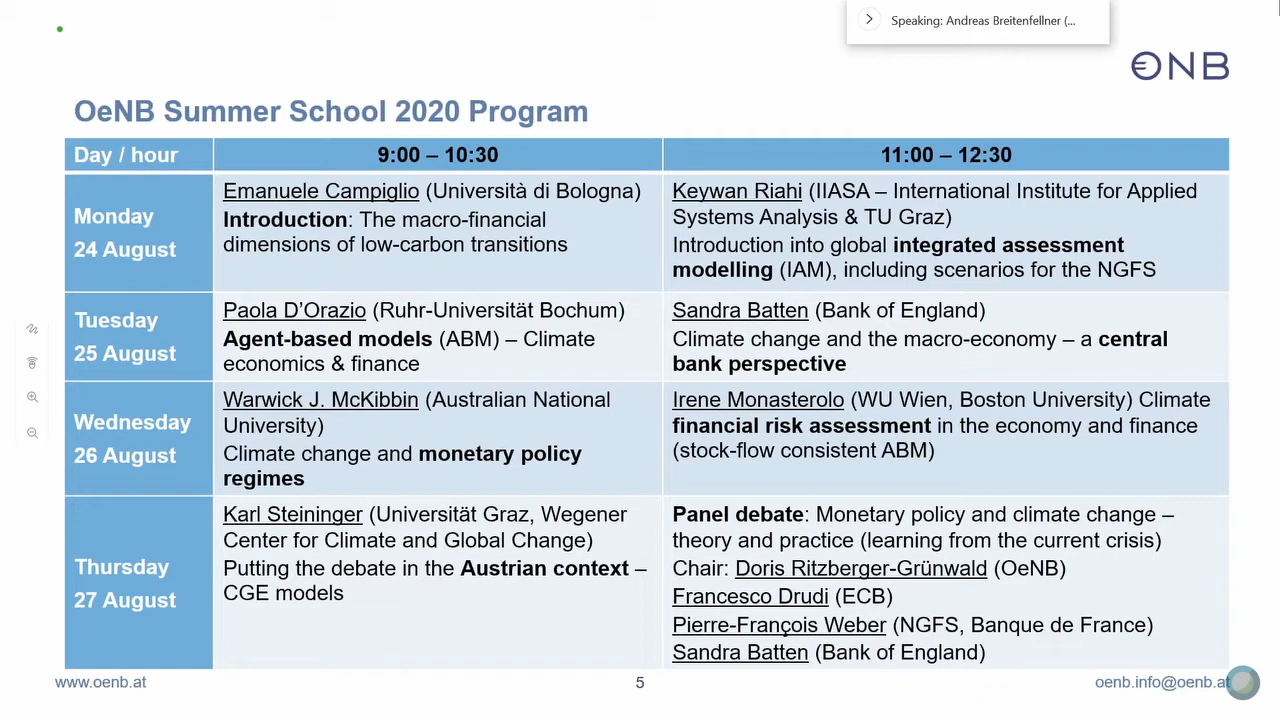 Speaking: Andreas Breitenfellner (...
ONB
OeNB Summer School 2020 Program
Day / hour
9:00 – 10:30
11:00 – 12:30
Monday
24 August
Emanuele Campiglio (Università di Bologna)
Introduction: The macro-financial
dimensions of low-carbon transitions
Keywan Riahi (IIASA – International Institute for Applied
Systems Analysis & TU Graz)
Introduction into global integrated assessment
modelling (IAM), including scenarios for the NGFS
Tuesday
25 August
Paola D’Orazio (Ruhr-Universität Bochum)
Agent-based models (ABM) – Climate
economics & finance
Sandra Batten (Bank of England)
Climate change and the macro-economy – a central
bank perspective
Wednesday
26 August
Warwick J. McKibbin (Australian National
University)
Climate change and monetary policy
regimes
Irene Monasterolo (WU Wien, Boston University) Climate
financial risk assessment in the economy and finance
(stock-flow consistent ABM)
Thursday
27 August
Karl Steininger (Universität Graz, Wegener
Center for Climate and Global Change)
Putting the debate in the Austrian context –
CGE models
Panel debate: Monetary policy and climate change –
theory and practice (learning from the current crisis)
Chair: Doris Ritzberger-Grünwald (OeNB)
Francesco Drudi (ECB)
Pierre-François Weber (NGFS, Banque de France)
Sandra Batten (Bank of England)
www.oenb.at
5
oenb.info@oenb.at